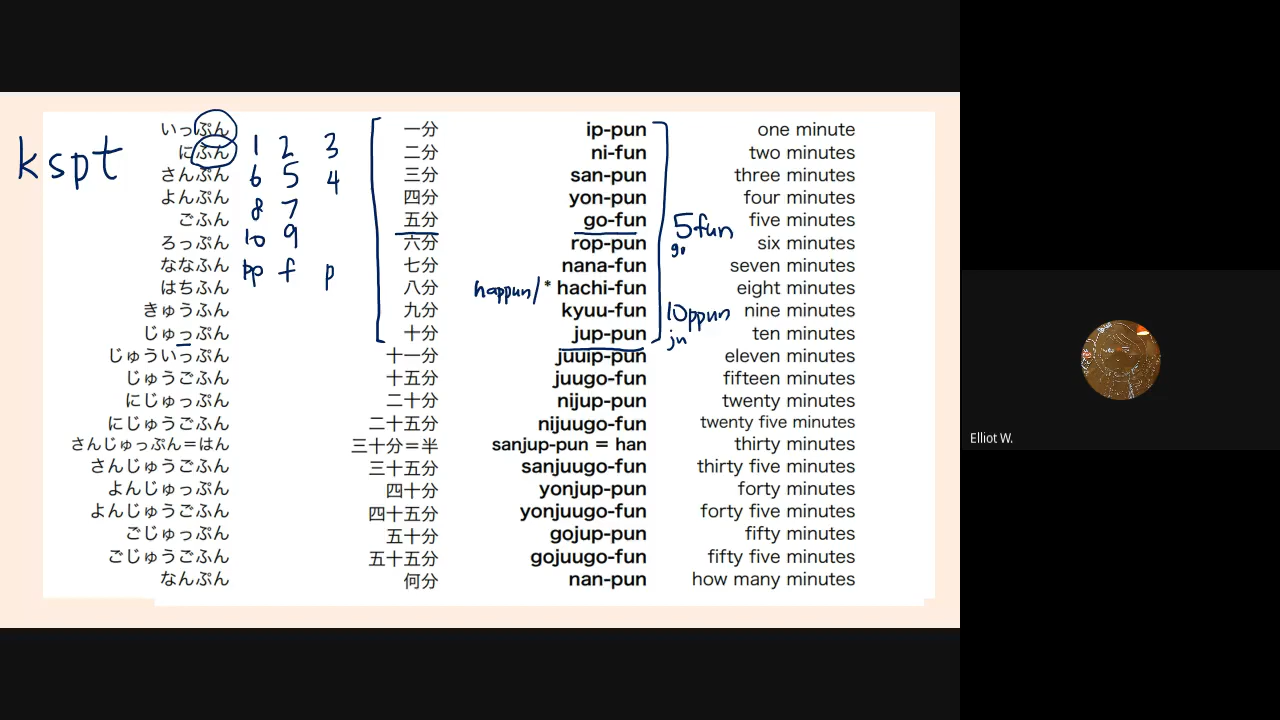 kspt
いっぷん 一分 ip-pun one minute
にふん 1 2 3 二分 ni-fun two minutes
さんぷん 6 5 4 三分 san-pun three minutes
よんぷん 四分 yon-pun four minutes
ごふん 8 7 五分 go-fun 5fun five minutes
ろっぷん 10 9 六分 rop-pun go six minutes
ななふん pp f p 七分 nana-fun seven minutes
はちふん 八分 happun/ * hachi-fun eight minutes
きゅうふん 九分 kyuu-fun 10ppun nine minutes
じゅっぷん 十分 jup-pun ju ten minutes
じゅういっぷん 十一分 juuip-pun eleven minutes
じゅうごふん 十五分 juugo-fun fifteen minutes
にじゅっぷん 二十分 nijup-pun twenty minutes
にじゅうごふん 二十五分 nijuugo-fun twenty five minutes
さんじゅっぷん=はん 三十分=半 sanjup-pun = han thirty minutes
さんじゅうごふん 三十五分 sanjuugo-fun thirty five minutes
よんじゅっぷん 四十分 yonjup-pun forty minutes
よんじゅうごふん 四十五分 yonjuugo-fun forty five minutes
ごじゅっぷん 五十分 gojup-pun fifty minutes
ごじゅうごふん 五十五分 gojuugo-fun fifty five minutes
なんぷん 何分 nan-pun how many minutes
Elliot W.